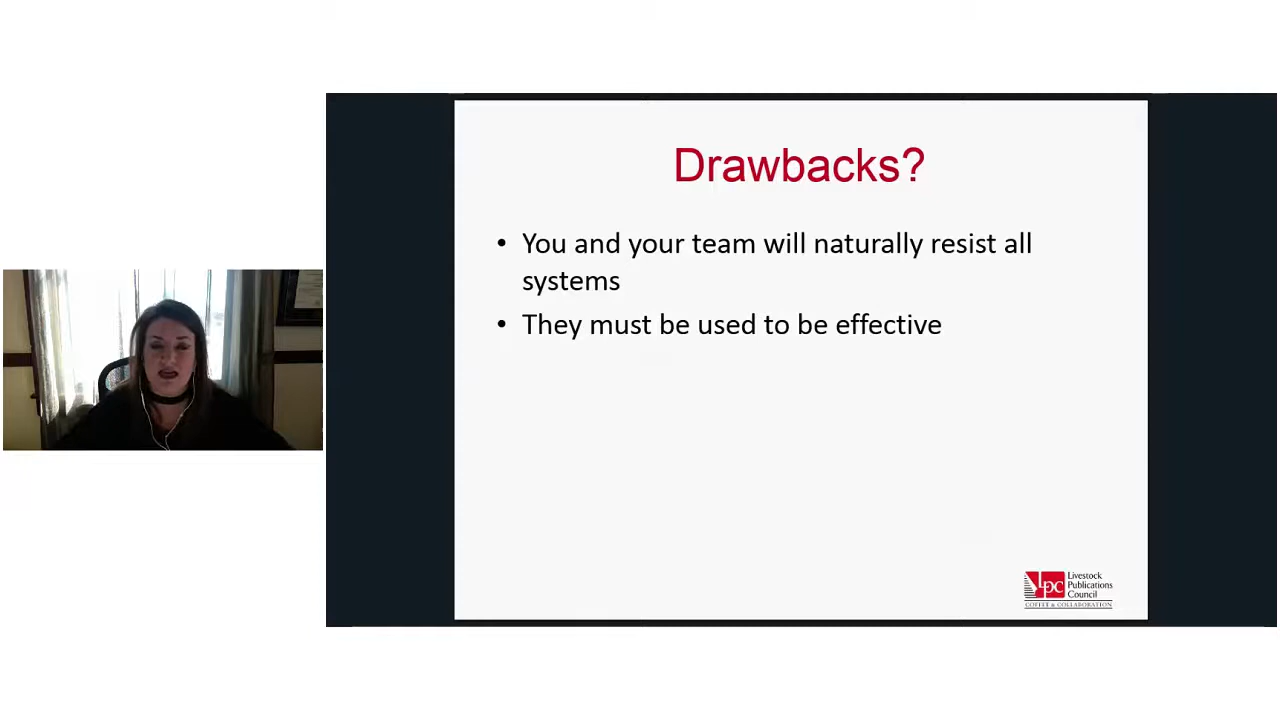 Drawbacks?
• You and your team will naturally resist all
systems
• They must be used to be effective
LPC
Livestock
Publications
Council
COFFEE & COLLABORATION